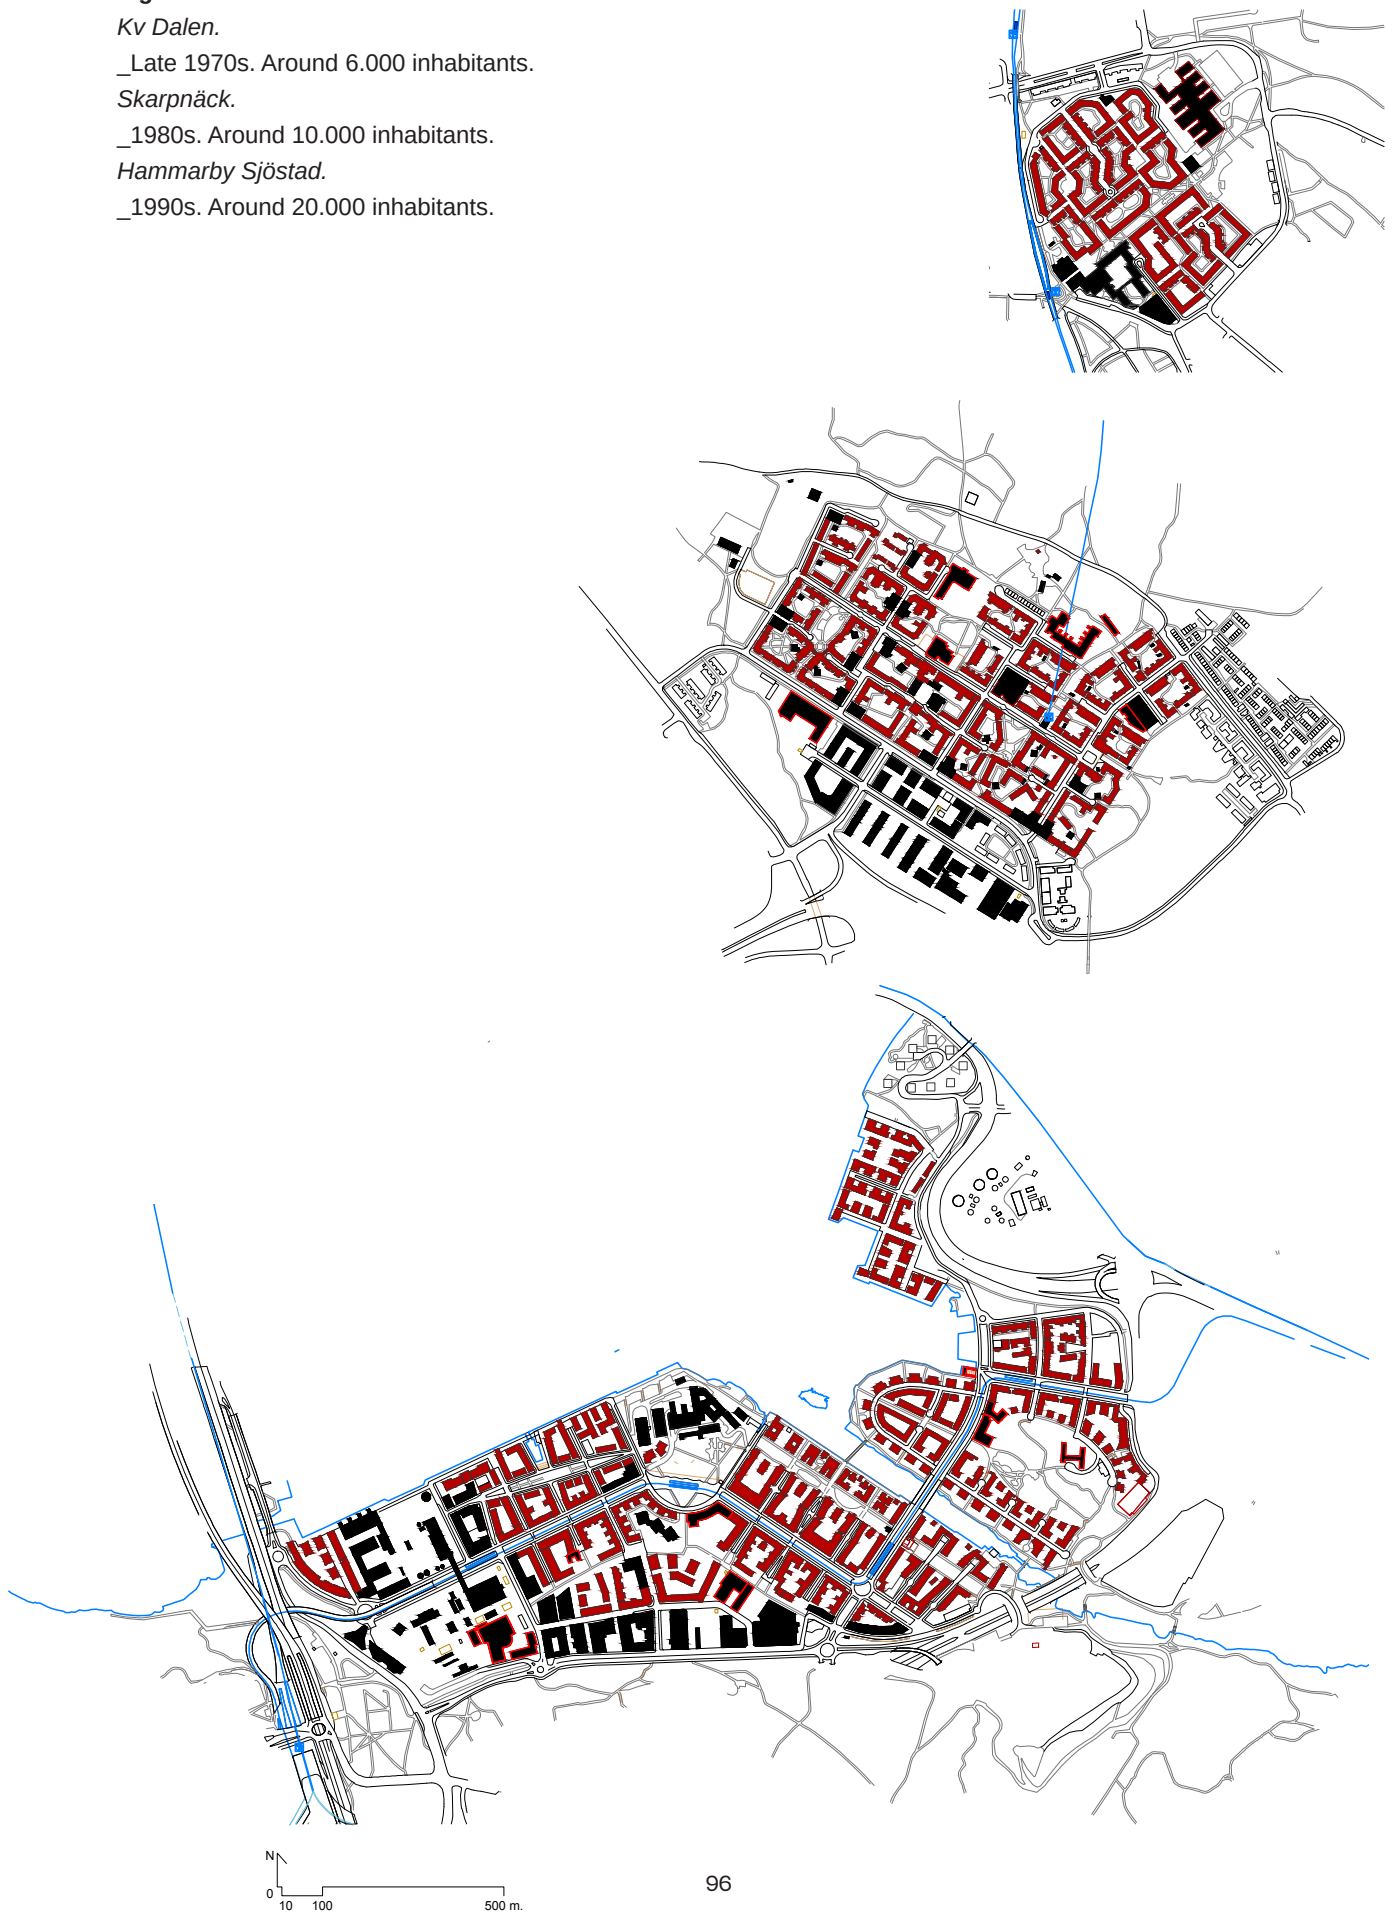 Kv Dalen.
_Late 1970s. Around 6.000 inhabitants.
Skarpnäck.
_1980s. Around 10.000 inhabitants.
Hammarby Sjöstad.
_1990s. Around 20.000 inhabitants.
N
0
10 100 500 m.
96